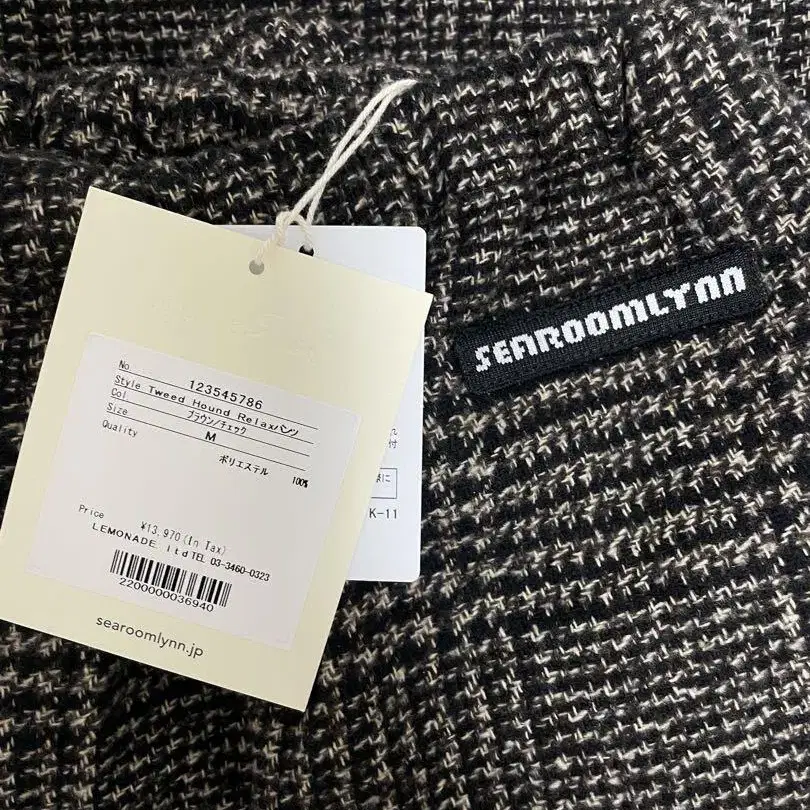 SEAROOMLYNN
No 123545786
Style Tweed Hound Relaxパンツ
Col ブラウン/チェック
Size M
Quality
ポリエステル 100%
Price ¥13,970(In Tax)
LEMONADE ltd TEL 03-3460-0323
2200000036940
searoomlynn.jp
付
に
K-11